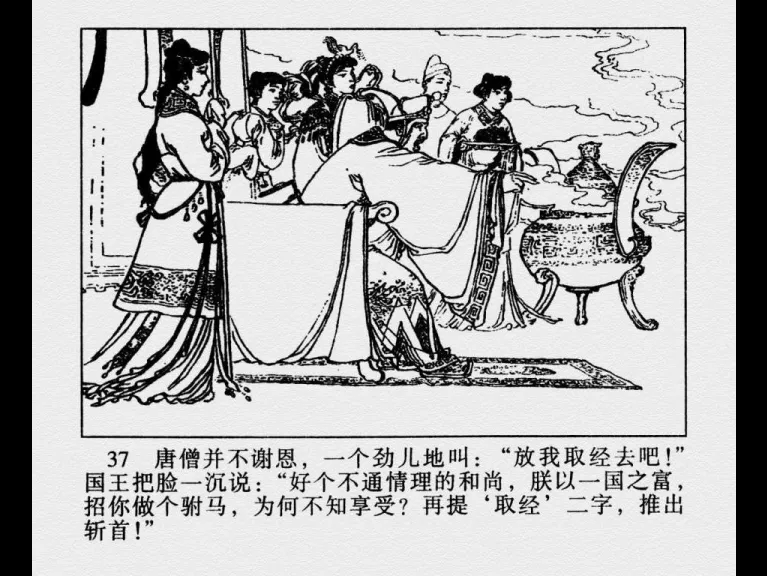 37 唐僧并不谢恩，一个劲儿地叫：“放我取经去吧！”
国王把脸一沉说：“好个不通情理的和尚，朕以一国之富，
招你做个驸马，为何不知享受？再提‘取经’二字，推出
斩首！”